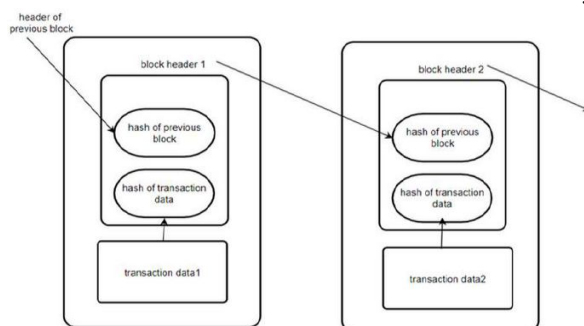 header of
previous block
block header 1
hash of previous
block
hash of transaction
data
transaction data1
block header 2
hash of previous
block
hash of transaction
data
transaction data2